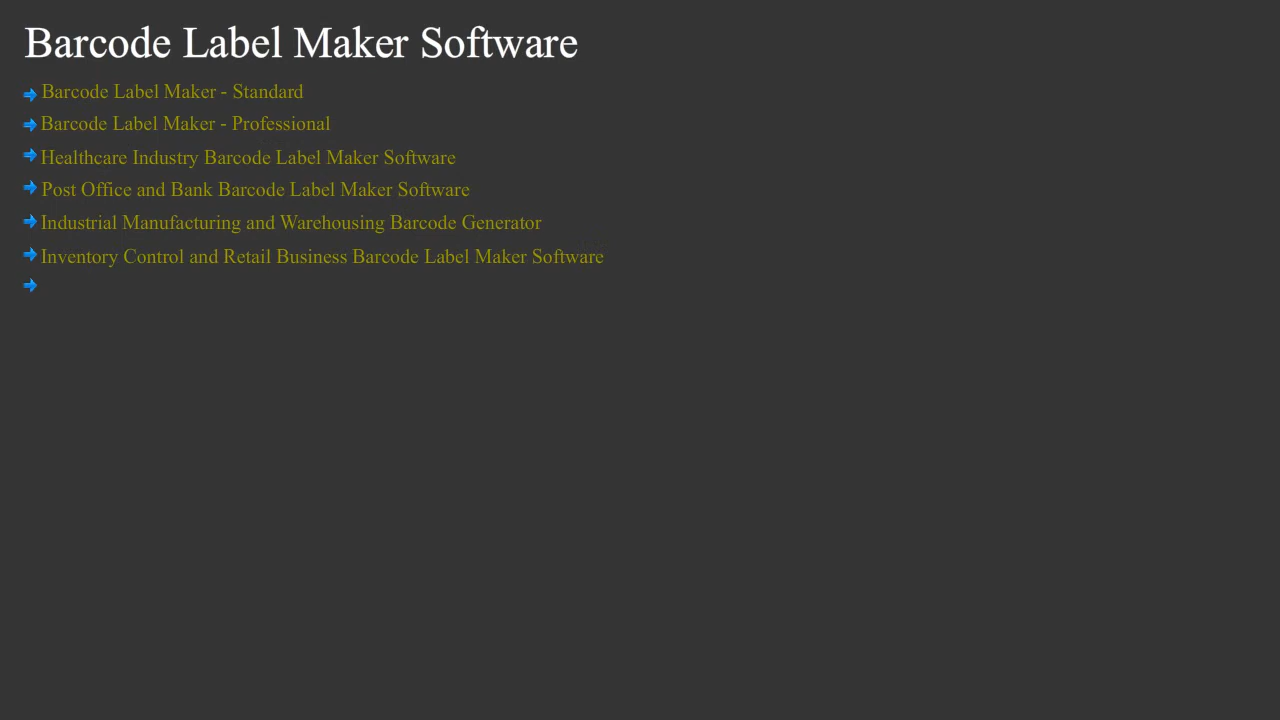 Barcode Label Maker Software
Barcode Label Maker - Standard
Barcode Label Maker - Professional
Healthcare Industry Barcode Label Maker Software
Post Office and Bank Barcode Label Maker Software
Industrial Manufacturing and Warehousing Barcode Generator
Inventory Control and Retail Business Barcode Label Maker Software